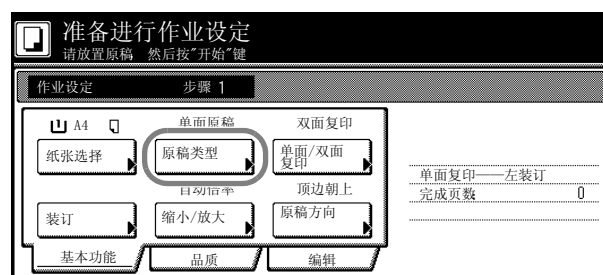 准备进行作业设定
请放置原稿 然后按"开始"键
作业设定 步骤 1
A4 单面原稿 双面复印
纸张选择 原稿类型 单面/双面
复印
自动倍率 顶边朝上
装订 缩小/放大 原稿方向
单面复印——左装订
完成页数 0
基本功能 品质 编辑